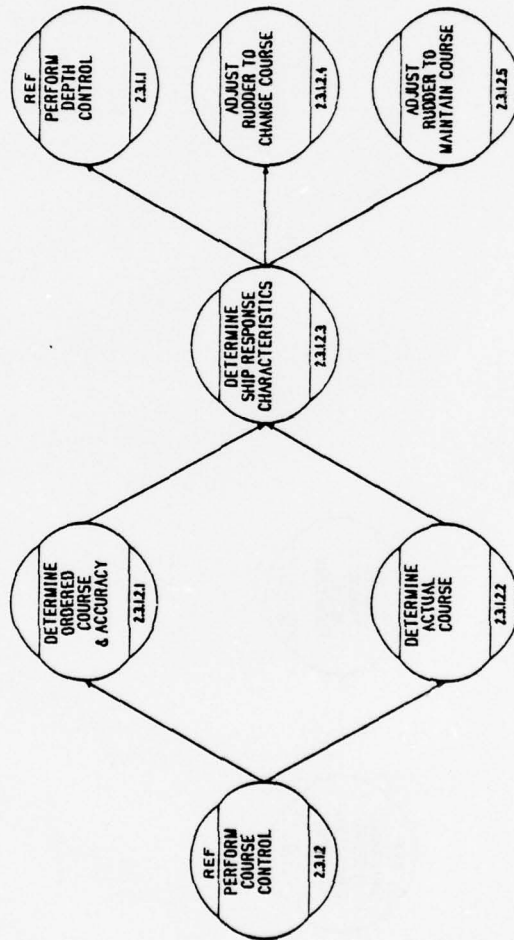 REF
PERFORM
COURSE
CONTROL
2.3.1.2
DETERMINE
ORDERED
COURSE
& ACCURACY
2.3.1.2.1
DETERMINE
ACTUAL
COURSE
2.3.1.2.2
DETERMINE
SHIP RESPONSE
CHARACTERISTICS
2.3.1.2.3
REF
PERFORM
DEPTH
CONTROL
2.3.1.1
ADJUST
RUDDER TO
CHANGE COURSE
2.3.1.2.4
ADJUST
RUDDER TO
MAINTAIN COURSE
2.3.1.2.5